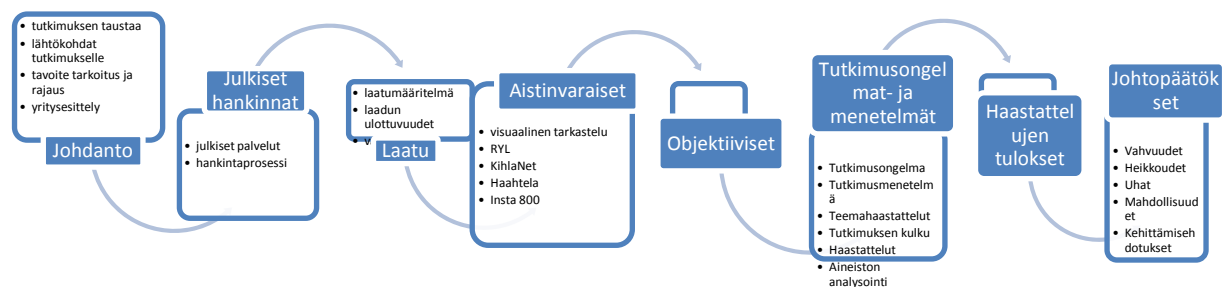 • tutkimuksen taustaa
• lähtökohdat
tutkimukselle
• tavoite tarkoitus ja
rajaus
• yritysesittely
Johdanto
Julkiset
hankinnat
• julkiset palvelut
• hankintaprosessi
• laatumääritelmä
• laadun
ulottuvuudet
Laatu
Aistinvaraiset
• visuaalinen tarkastelu
• RYL
• KihlaNet
• Haahtela
• Insta 800
Objektiiviset
Tutkimusongel
mat- ja
menetelmät
• Tutkimusongelma
• Tutkimusmenetelm
ä
• Teemahaastattelut
• Tutkimuksen kulku
• Haastattelut
• Aineiston
analysointi
Haastattel
ujen
tulokset
Johtopäätök
set
• Vahvuudet
• Heikkoudet
• Uhat
• Mahdollisuud
et
• Kehittämiseh
dotukset